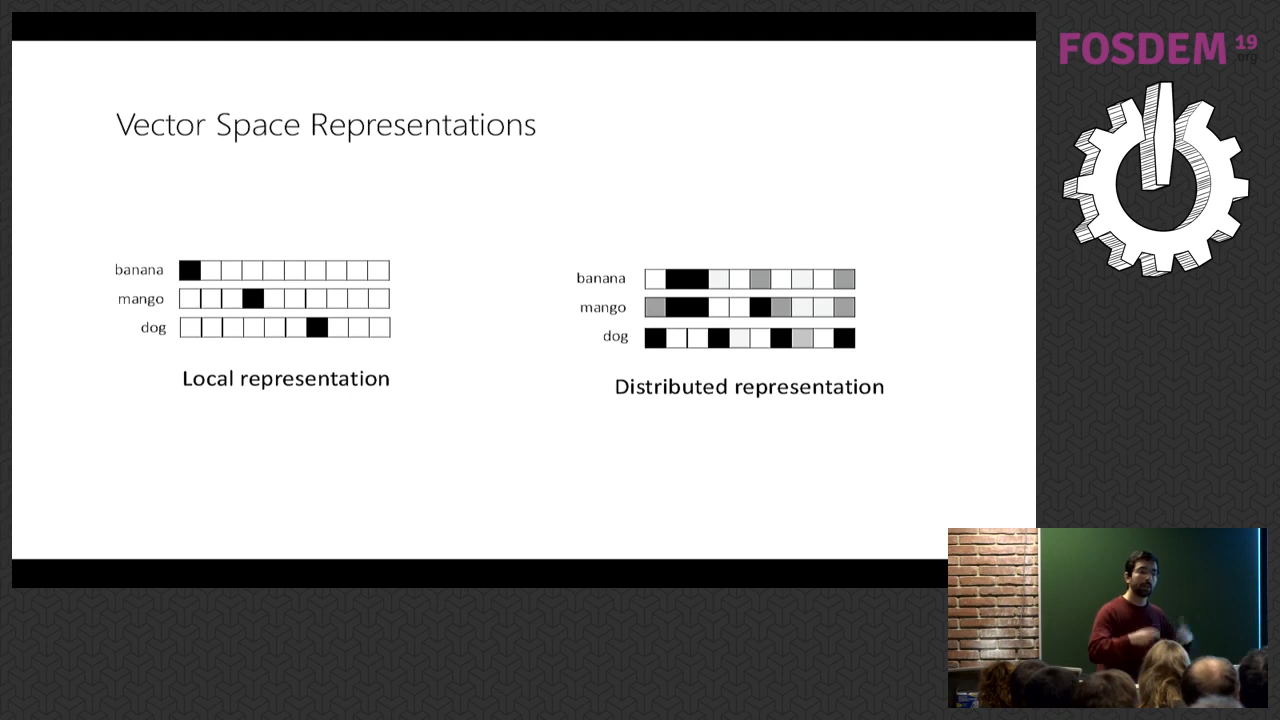 FOSDEM 19
.org
Vector Space Representations
banana
mango
dog
Local representation
banana
mango
dog
Distributed representation